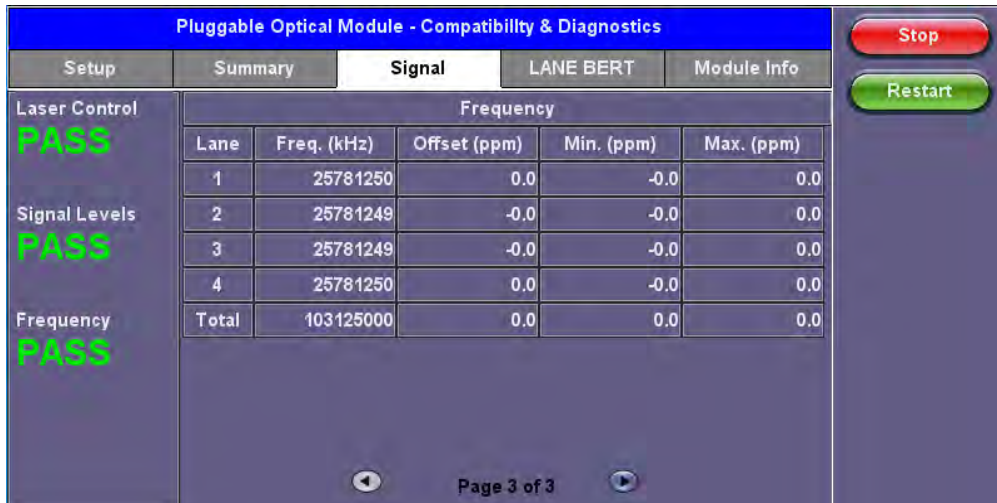 Pluggable Optical Module - Compatibility & Diagnostics
Stop
Restart
Setup Summary Signal LANE BERT Module Info
Laser Control
PASS
Signal Levels
PASS
Frequency
PASS
Frequency
Lane Freq. (kHz) Offset (ppm) Min. (ppm) Max. (ppm)
1 25781250 0.0 -0.0 0.0
2 25781249 -0.0 -0.0 0.0
3 25781249 -0.0 -0.0 0.0
4 25781250 0.0 -0.0 0.0
Total 103125000 0.0 0.0 0.0
Page 3 of 3